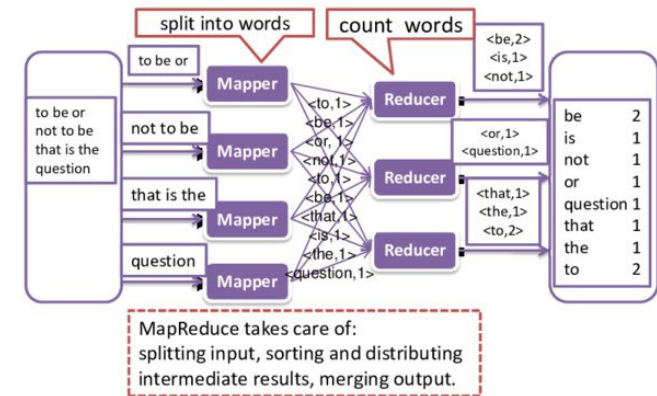 split into words
count words
to be or
not to be
that is the
question
to be or
not to be
that is the
question
Mapper
Mapper
Mapper
Mapper
<to,1>
<be,1>
<or, 1>
<not,1>
<to,1>
<be,1>
<that,1>
<is,1>
<the,1>
<question,1>
Reducer
Reducer
Reducer
<be,2>
<is,1>
<not,1>
<or,1>
<question,1>
<that,1>
<the,1>
<to,2>
be 2
is 1
not 1
or 1
question 1
that 1
the 1
to 2
MapReduce takes care of:
splitting input, sorting and distributing
intermediate results, merging output.